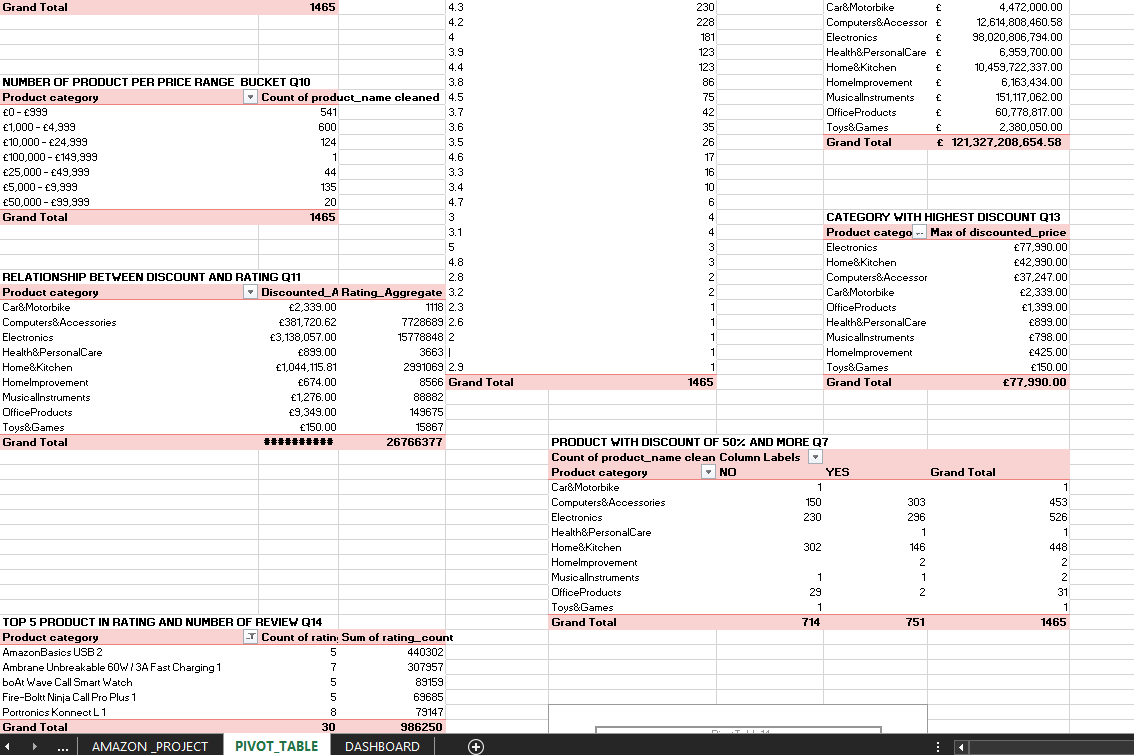 Grand Total 1465
NUMBER OF PRODUCT PER PRICE RANGE BUCKET Q10
Product category Count of product_name cleaned
£0 - £999 541
£1,000 - £4,999 600
£10,000 - £24,999 124
£100,000 - £149,999 1
£25,000 - £49,999 44
£5,000 - £9,999 135
£50,000 - £99,999 20
Grand Total 1465
RELATIONSHIP BETWEEN DISCOUNT AND RATING Q11
Product category Discounted_A Rating_Aggregate
Car&Motorbike £2,339.00 1118
Computers&Accessories £381,720.62 7728689
Electronics £3,138,057.00 15778848
Health&PersonalCare £899.00 3663
Home&Kitchen £1,044,115.81 2991069
HomeImprovement £674.00 8566
MusicalInstruments £1,276.00 88882
OfficeProducts £9,349.00 149675
Toys&Games £150.00 15867
Grand Total ########## 26766377
TOP 5 PRODUCT IN RATING AND NUMBER OF REVIEW Q14
Product category Count of ratin Sum of rating_count
AmazonBasics USB 2 5 440302
Ambrane Unbreakable 60W / 3A Fast Charging 1 7 307957
boAt Wave Call Smart Watch 5 89159
Fire-Boltt Ninja Call Pro Plus 1 5 69685
Portronics Konnect L 1 8 79147
Grand Total 30 986250
4.3 230
4.2 228
4 181
3.9 123
4.4 123
3.8 86
4.5 75
3.7 42
3.6 35
3.5 26
4.6 17
3.3 16
3.4 10
4.7 6
3 4
3.1 4
5 3
4.8 3
2.8 2
3.2 2
2.3 1
2.6 1
2 1
| 1
2.9 1
Grand Total 1465
Car&Motorbike £ 4,472,000.00
Computers&Accessor £ 12,614,808,460.58
Electronics £ 98,020,806,794.00
Health&PersonalCare £ 6,959,700.00
Home&Kitchen £ 10,459,722,337.00
HomeImprovement £ 6,163,434.00
MusicalInstruments £ 151,117,062.00
OfficeProducts £ 60,778,817.00
Toys&Games £ 2,380,050.00
Grand Total £ 121,327,208,654.58
CATEGORY WITH HIGHEST DISCOUNT Q13
Product catego Max of discounted_price
Electronics £77,990.00
Home&Kitchen £42,990.00
Computers&Accessor £37,247.00
Car&Motorbike £2,339.00
OfficeProducts £1,399.00
Health&PersonalCare £899.00
MusicalInstruments £798.00
HomeImprovement £425.00
Toys&Games £150.00
Grand Total £77,990.00
PRODUCT WITH DISCOUNT OF 50% AND MORE Q7
Count of product_name clean Column Labels
Product category NO YES Grand Total
Car&Motorbike 1 1
Computers&Accessories 150 303 453
Electronics 230 296 526
Health&PersonalCare 1 1
Home&Kitchen 302 146 448
HomeImprovement 2 2
MusicalInstruments 1 1 2
OfficeProducts 29 2 31
Toys&Games 1 1
Grand Total 714 751 1465
... AMAZON _PROJECT PIVOT_TABLE DASHBOARD